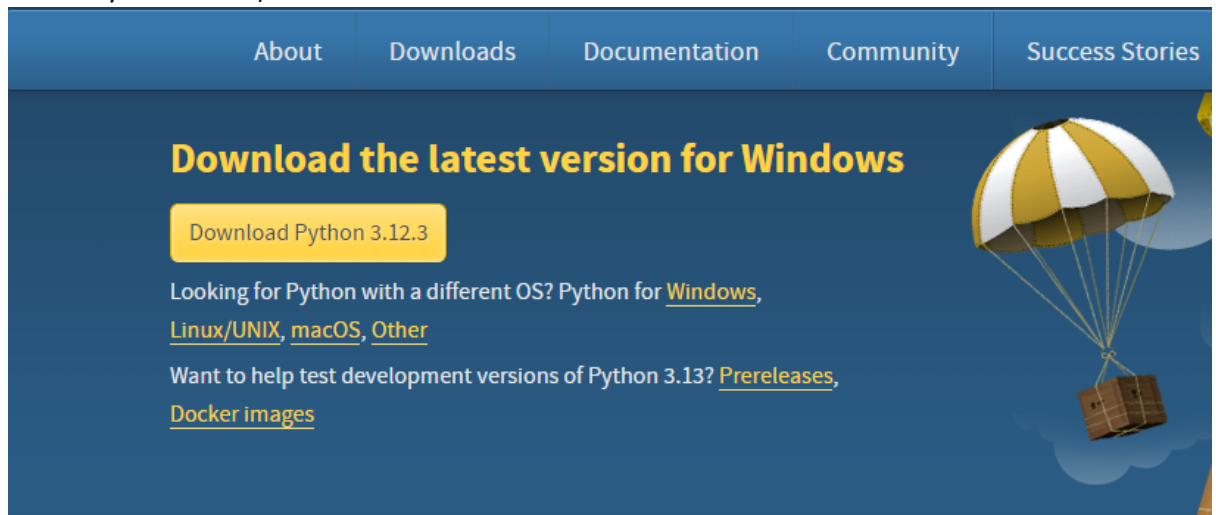 About Downloads Documentation Community Success Stories
Download the latest version for Windows
Download Python 3.12.3
Looking for Python with a different OS? Python for Windows,
Linux/UNIX, macOS, Other
Want to help test development versions of Python 3.13? Prereleases,
Docker images